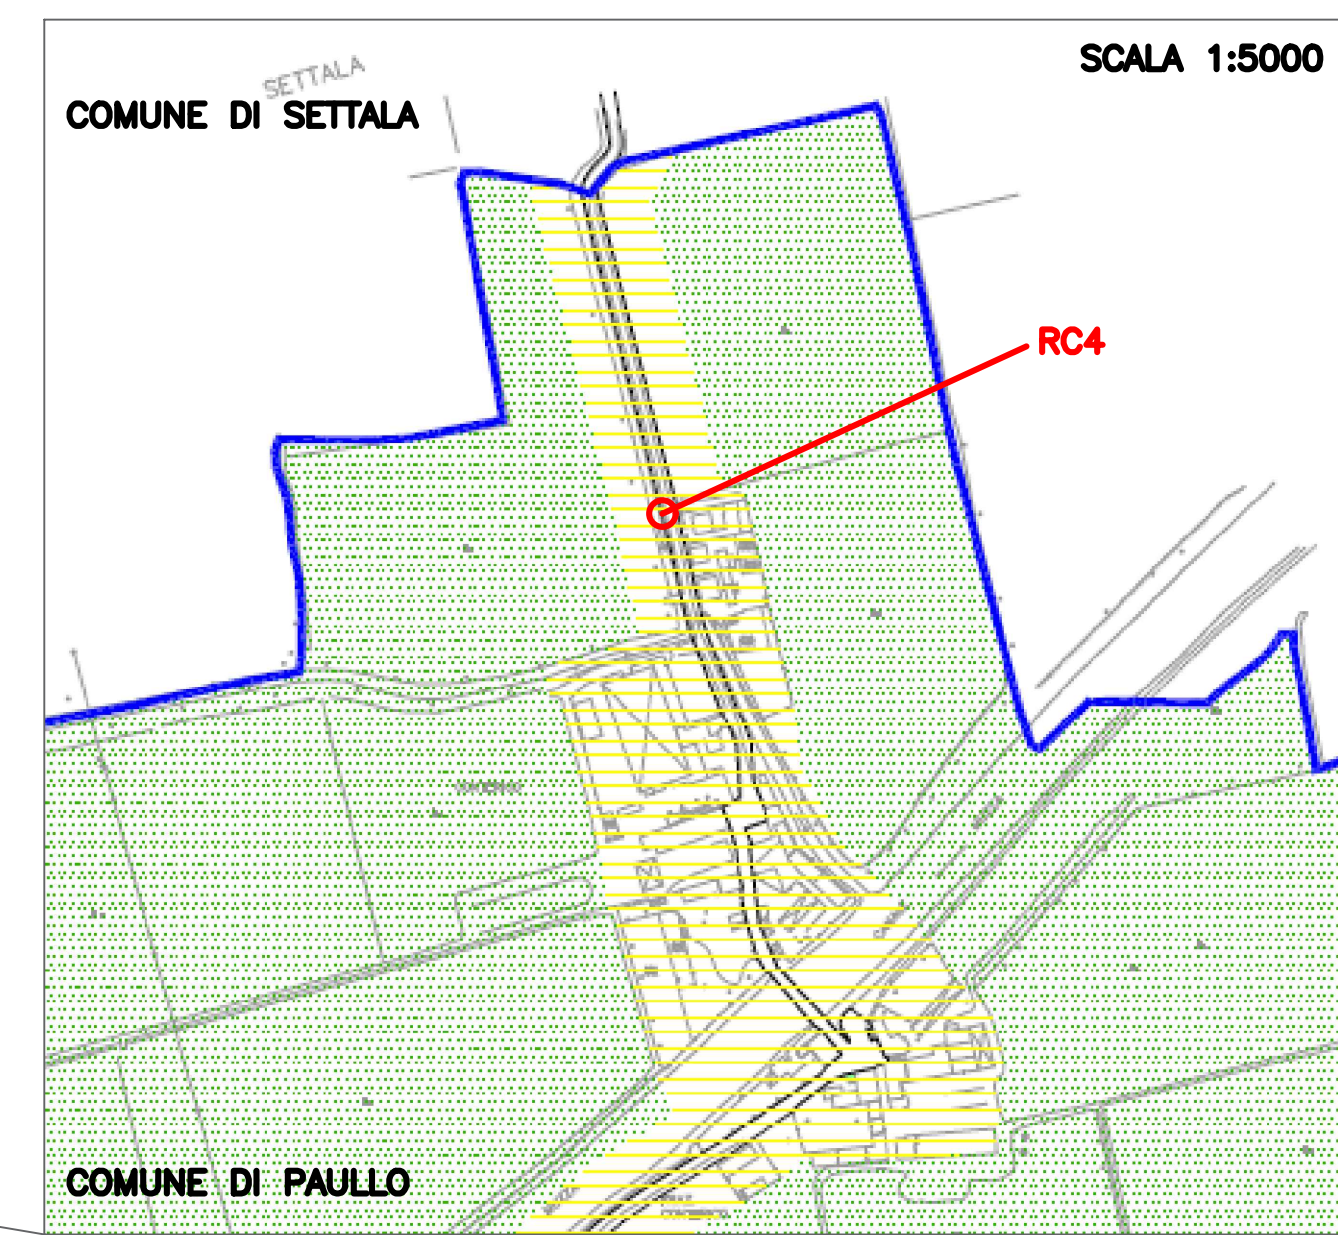 SCALA 1:5000
SETTALA
COMUNE DI SETTALA
RC4
COMUNE DI PAULLO